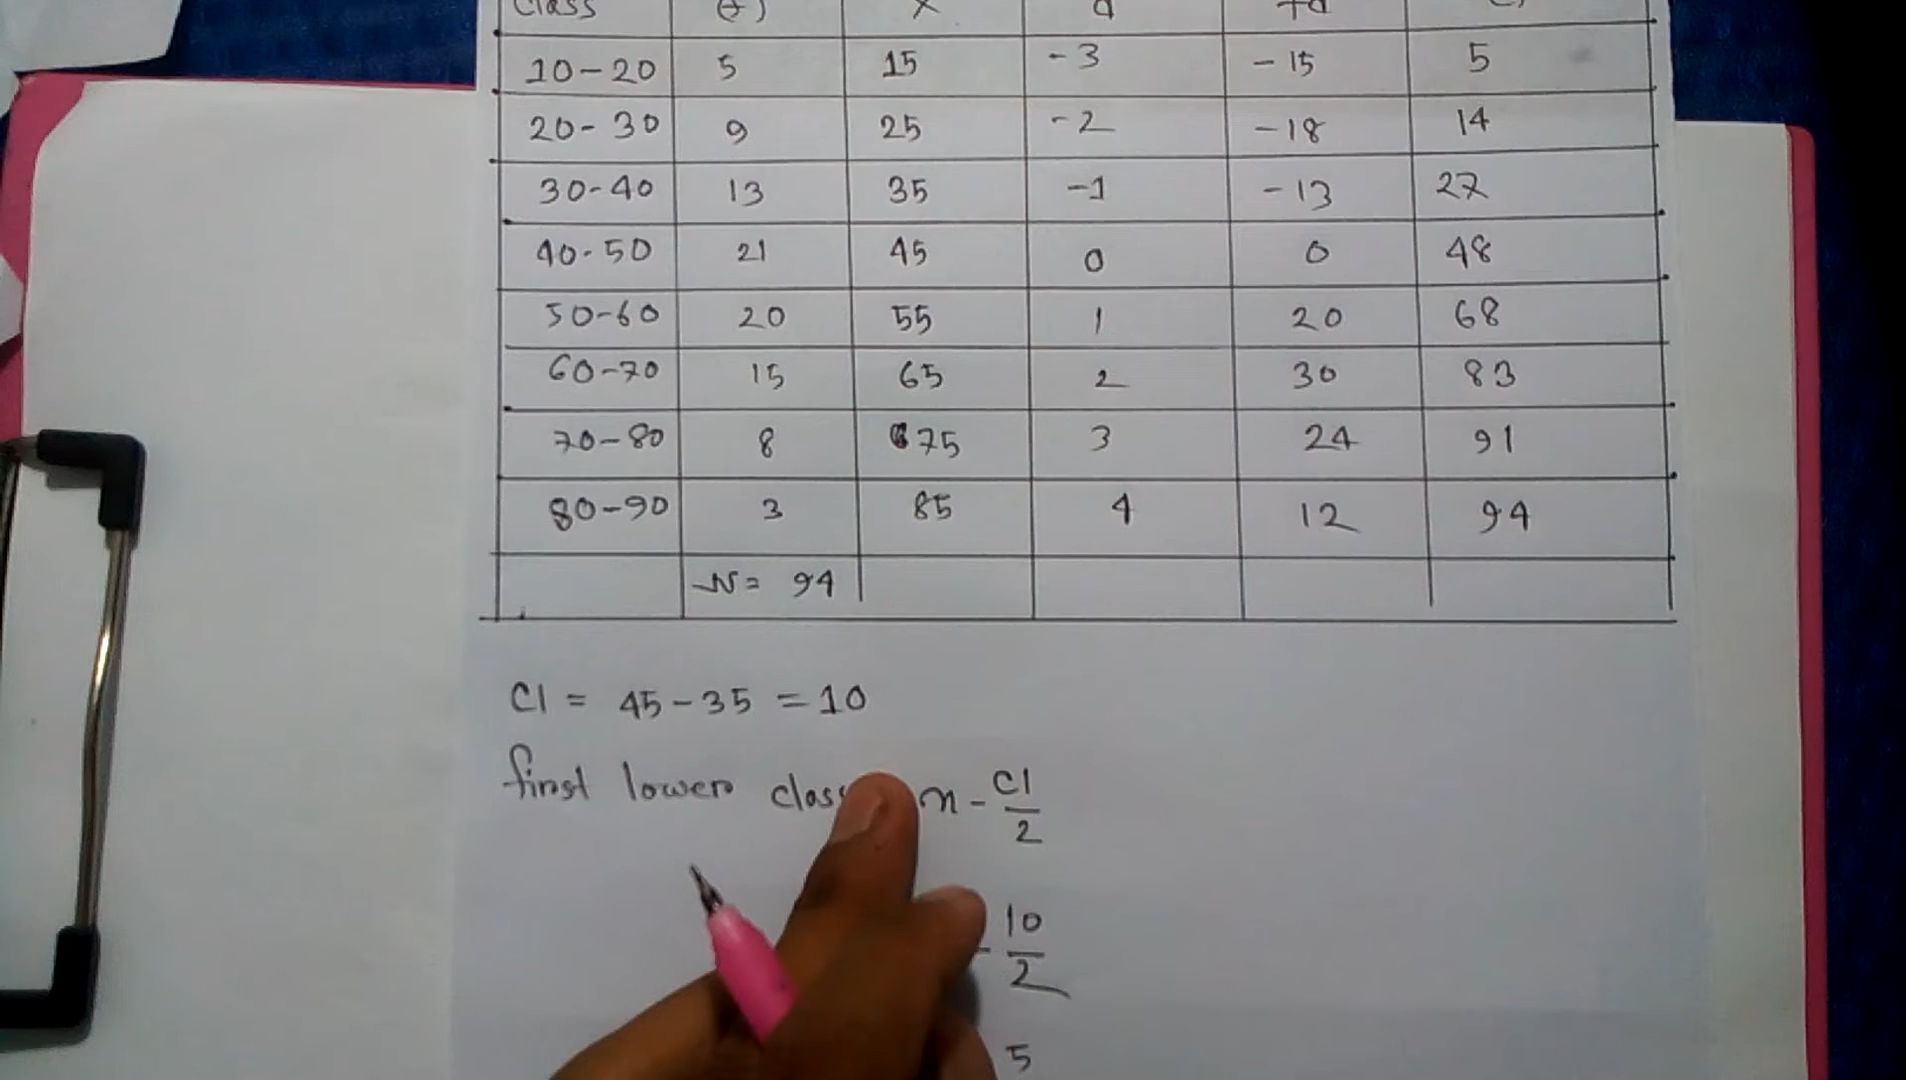 Class (f) x d fd
10-20 5 15 -3 -15 5
20-30 9 25 -2 -18 14
30-40 13 35 -1 -13 27
40-50 21 45 0 0 48
50-60 20 55 1 20 68
60-70 15 65 2 30 83
70-80 8 75 3 24 91
80-90 3 85 4 12 94
N = 94
CI = 45-35 = 10
first lower class x - CI/2
- 10/2
5